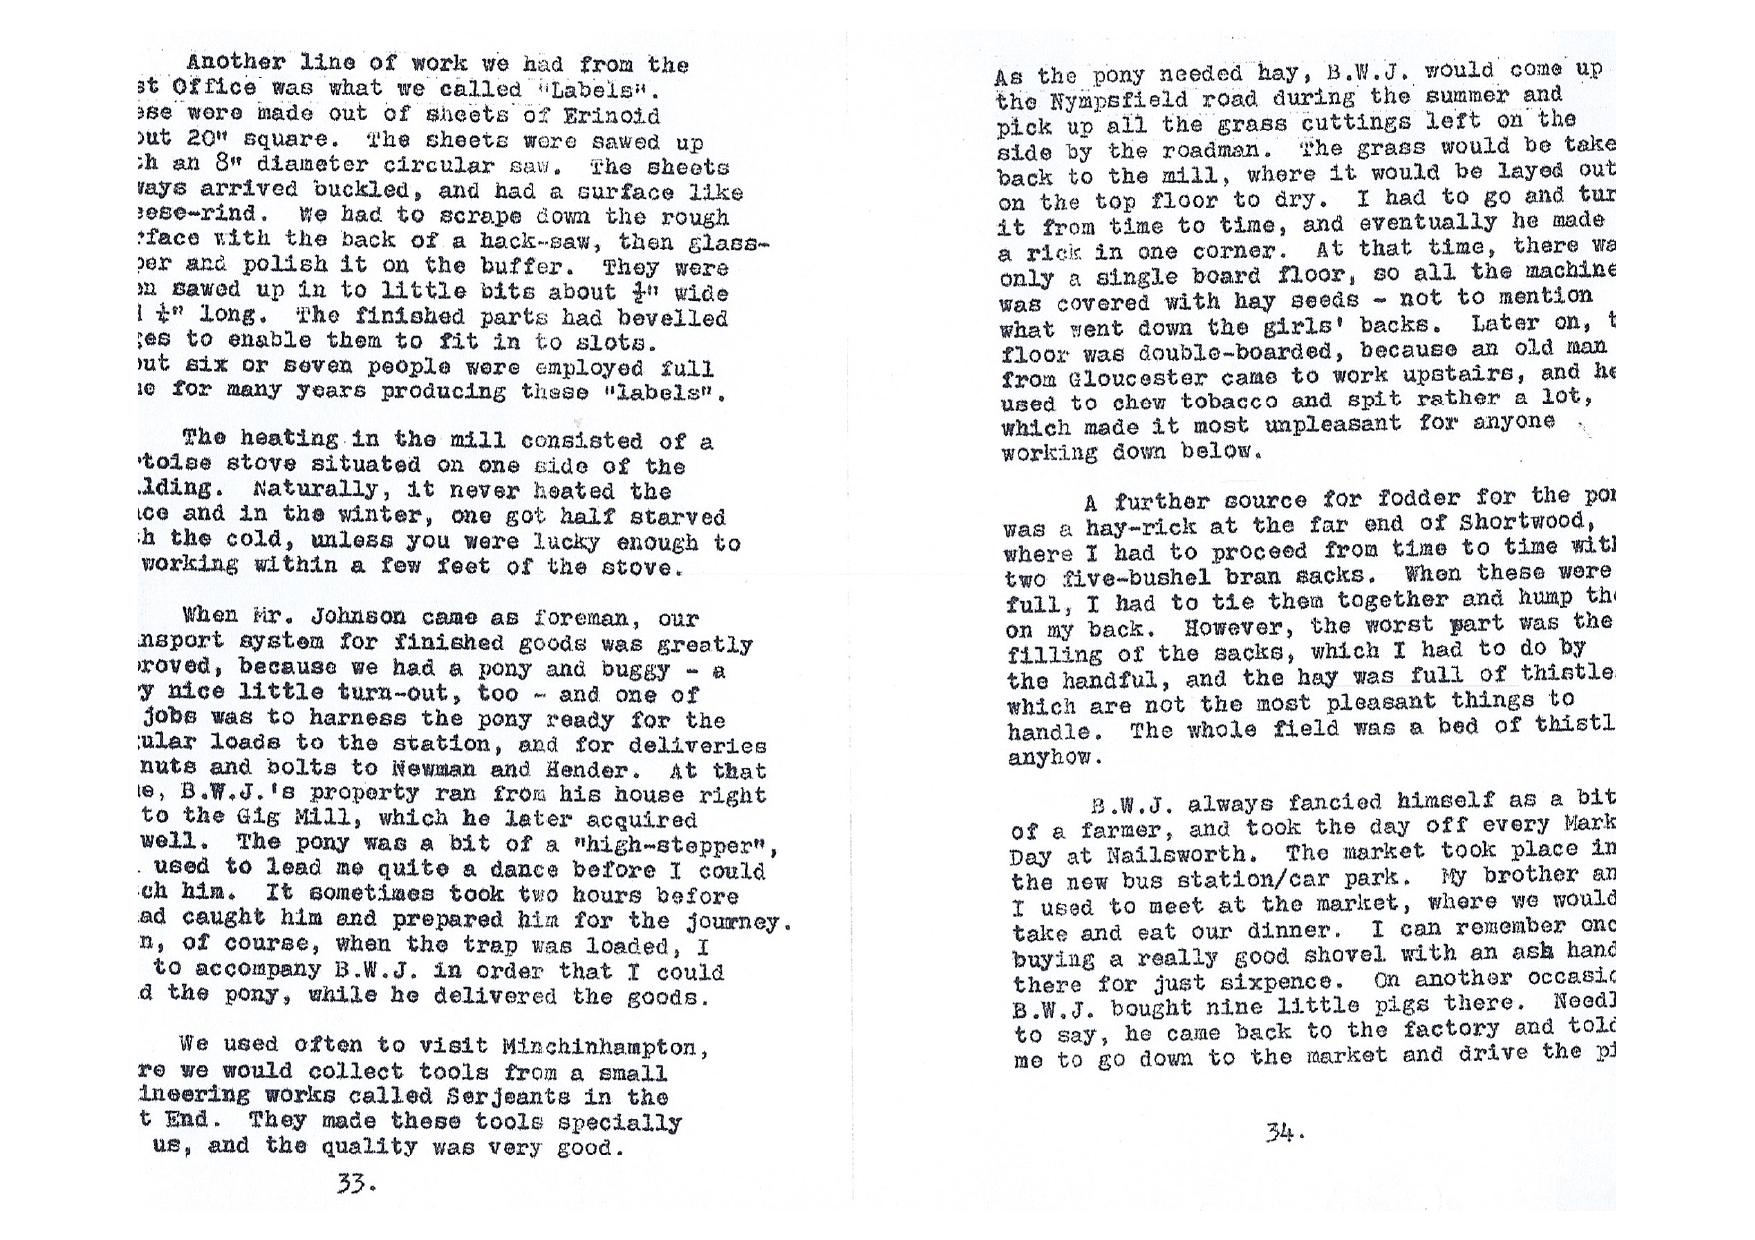 Another line of work we had from the
st Office was what we called "Labels".
ese were made out of sheets of Erinoid
out 20" square. The sheets were sawed up
th an 8" diameter circular saw. The sheets
ways arrived buckled, and had a surface like
eese-rind. We had to scrape down the rough
rface with the back of a hack-saw, then glass-
per and polish it on the buffer. They were
en sawed up in to little bits about ½" wide
d ¼" long. The finished parts had bevelled
ges to enable them to fit in to slots.
out six or seven people were employed full
me for many years producing these "labels".
The heating in the mill consisted of a
rtoise stove situated on one side of the
ilding. Naturally, it never heated the
ace and in the winter, one got half starved
th the cold, unless you were lucky enough to
working within a few feet of the stove.
When Mr. Johnson came as foreman, our
ansport system for finished goods was greatly
proved, because we had a pony and buggy - a
ry nice little turn-out, too - and one of
jobs was to harness the pony ready for the
gular loads to the station, and for deliveries
nuts and bolts to Newman and Hender. At that
me, B.W.J.'s property ran from his house right
to the Gig Mill, which he later acquired
well. The pony was a bit of a "high-stepper",
used to lead me quite a dance before I could
ch him. It sometimes took two hours before
ad caught him and prepared him for the journey.
n, of course, when the trap was loaded, I
to accompany B.W.J. in order that I could
d the pony, while he delivered the goods.
We used often to visit Minchinhampton,
re we would collect tools from a small
ineering works called Serjeants in the
t End. They made these tools specially
us, and the quality was very good.
33.
As the pony needed hay, B.W.J. would come up
the Nympsfield road during the summer and
pick up all the grass cuttings left on the
side by the roadman. The grass would be take
back to the mill, where it would be layed out
on the top floor to dry. I had to go and tur
it from time to time, and eventually he made
a rick in one corner. At that time, there wa
only a single board floor, so all the machine
was covered with hay seeds - not to mention
what went down the girls' backs. Later on, t
floor was double-boarded, because an old man
from Gloucester came to work upstairs, and he
used to chew tobacco and spit rather a lot,
which made it most unpleasant for anyone
working down below.
A further source for fodder for the pon
was a hay-rick at the far end of Shortwood,
where I had to proceed from time to time with
two five-bushel bran sacks. When these were
full, I had to tie them together and hump the
on my back. However, the worst part was the
filling of the sacks, which I had to do by
the handful, and the hay was full of thistle
which are not the most pleasant things to
handle. The whole field was a bed of thistl
anyhow.
B.W.J. always fancied himself as a bit
of a farmer, and took the day off every Mark
Day at Nailsworth. The market took place in
the new bus station/car park. My brother an
I used to meet at the market, where we would
take and eat our dinner. I can remember onc
buying a really good shovel with an ash hand
there for just sixpence. On another occasio
B.W.J. bought nine little pigs there. Needl
to say, he came back to the factory and told
me to go down to the market and drive the pi
34.